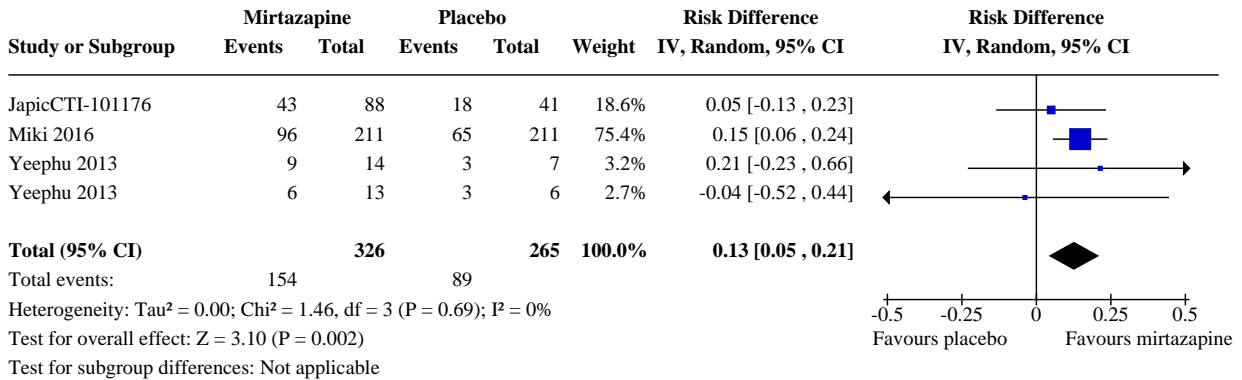 Mirtazapine Placebo Risk Difference Risk Difference
Study or Subgroup Events Total Events Total Weight IV, Random, 95% CI IV, Random, 95% CI
JapicCTI-101176 43 88 18 41 18.6% 0.05 [-0.13 , 0.23]
Miki 2016 96 211 65 211 75.4% 0.15 [0.06 , 0.24]
Yeephu 2013 9 14 3 7 3.2% 0.21 [-0.23 , 0.66]
Yeephu 2013 6 13 3 6 2.7% -0.04 [-0.52 , 0.44]
Total (95% CI) 326 265 100.0% 0.13 [0.05 , 0.21]
Total events: 154 89
Heterogeneity: Tau² = 0.00; Chi² = 1.46, df = 3 (P = 0.69); I² = 0%
-0.5 -0.25 0 0.25 0.5
Test for overall effect: Z = 3.10 (P = 0.002) Favours placebo Favours mirtazapine
Test for subgroup differences: Not applicable